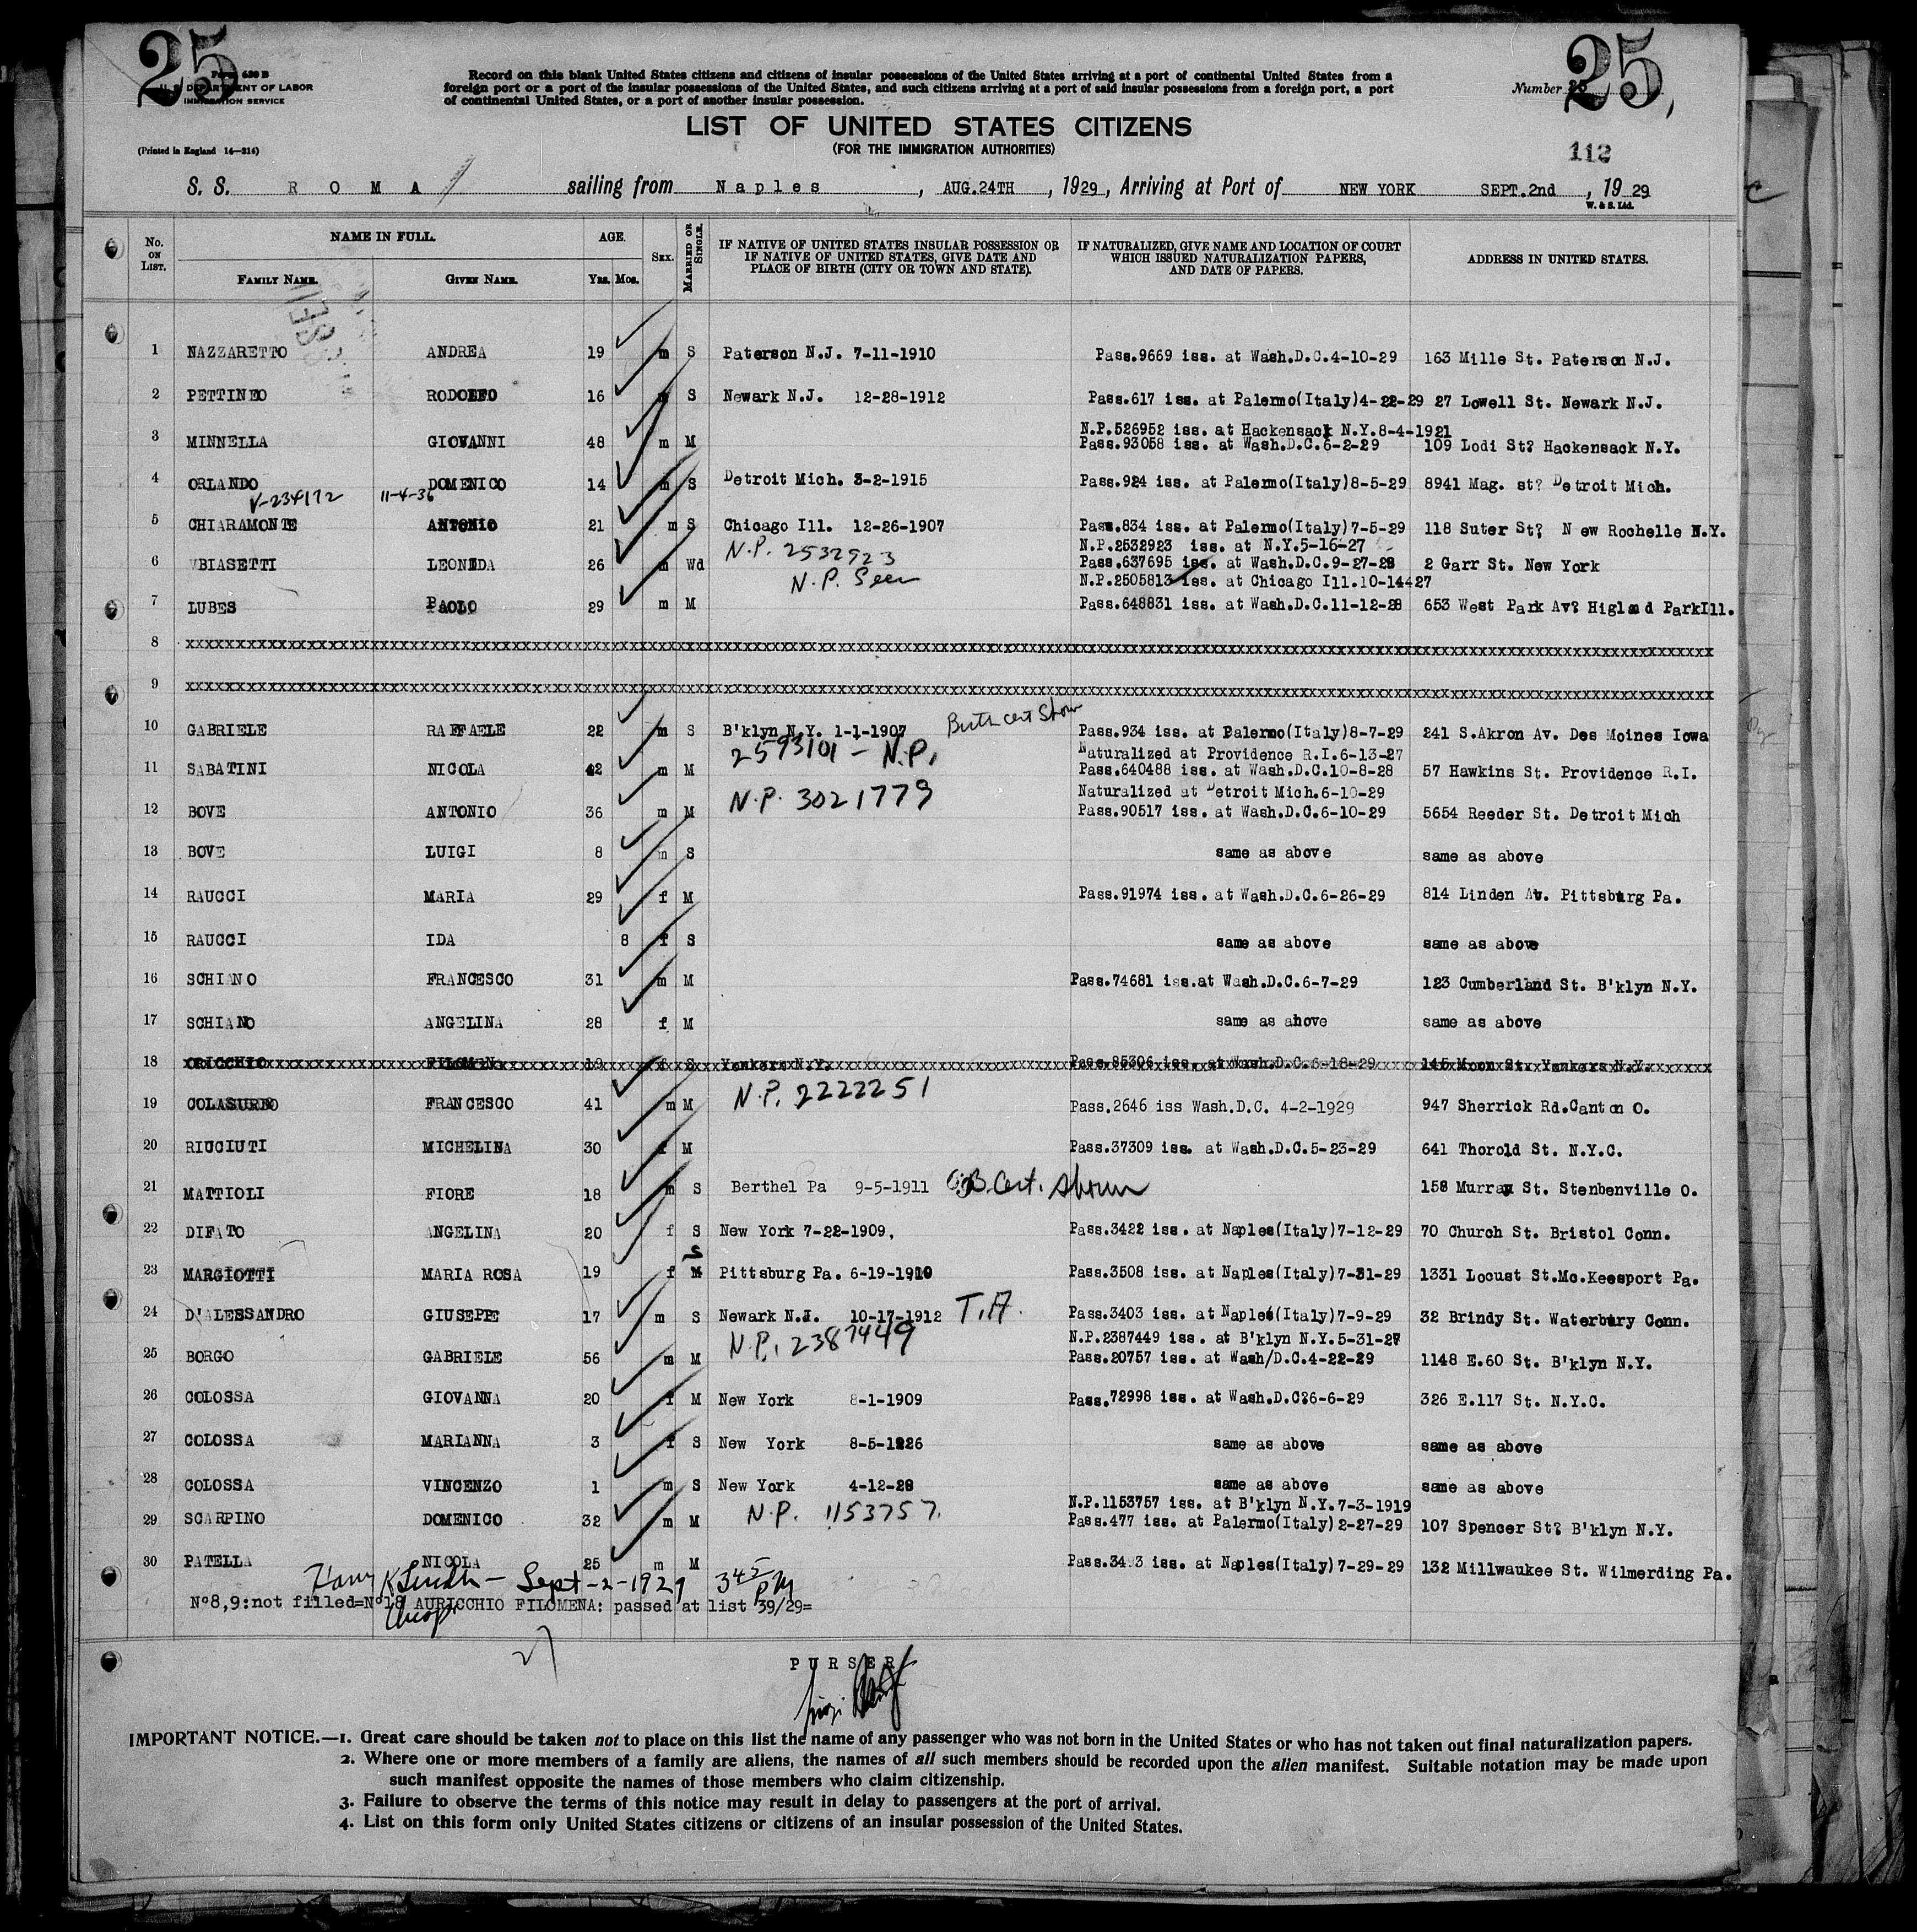 25
Form 630 B
U. S. DEPARTMENT OF LABOR
IMMIGRATION SERVICE
(Printed in England 14—214)
Record on this blank United States citizens and citizens of insular possessions of the United States arriving at a port of continental United States from a
foreign port or a port of the insular possessions of the United States, and such citizens arriving at a port of said insular possessions from a foreign port, a port
of continental United States, or a port of another insular possession.
Number 25
112
LIST OF UNITED STATES CITIZENS
(FOR THE IMMIGRATION AUTHORITIES)
S. S. R O M A sailing from Naples, AUG.24TH, 1929, Arriving at Port of NEW YORK SEPT.2nd, 1929
W. & S. Ltd.
No. ON LIST. NAME IN FULL. FAMILY NAME. GIVEN NAME. AGE. YRS. MOS. SEX. MARRIED OR SINGLE. IF NATIVE OF UNITED STATES INSULAR POSSESSION OR IF NATIVE OF UNITED STATES, GIVE DATE AND PLACE OF BIRTH (CITY OR TOWN AND STATE). IF NATURALIZED, GIVE NAME AND LOCATION OF COURT WHICH ISSUED NATURALIZATION PAPERS, AND DATE OF PAPERS. ADDRESS IN UNITED STATES.
1 NAZZARETTO ANDREA 19 m S Paterson N.J. 7-11-1910 Pass.9669 iss. at Wash.D.C.4-10-29 163 Mille St. Paterson N.J.
2 PETTINEO RODOLFO 16 m S Newark N.J. 12-28-1912 Pass.617 iss. at Palermo(Italy)4-22-29 27 Lowell St. Newark N.J.
N.P.526952 iss. at Hackensack N.Y.8-4-1921
3 MINNELLA GIOVANNI 48 m M Pass.93058 iss. at Wash.D.C.6-2-29 109 Lodi St? Hackensack N.Y.
4 ORLANDO DOMENICO 14 m S Detroit Mich. 3-2-1915 Pass.924 iss. at Palermo(Italy)8-5-29 8941 Mag. st? Detroit Mich.
V-234172 11-4-36
5 CHIARAMONTE ANTONIO 21 m S Chicago Ill. 12-26-1907 Pass.834 iss. at Palermo(Italy)7-5-29 118 Suter St? New Rochelle N.Y.
N.P. 2532923 N.P.2532923 iss. at N.Y.5-16-27
6 BIASETTI LEONIDA 26 m Wd Pass.637695 iss. at Wash.D.C.9-27-28 2 Garr St. New York
N.P. Seen N.P.2505813 iss. at Chicago Ill.10-14-27
7 LUBES PAOLO 29 m M Pass.648831 iss. at Wash.D.C.11-12-28 653 West Park Av? Higland ParkIll.
8 xxxxxxxxxxxxxxxxxxxxxxxxxxxxxxxxxxxxxxxx
9 xxxxxxxxxxxxxxxxxxxxxxxxxxxxxxxxxxxxxxxx
Birth cert Show
10 GABRIELE RAFFAELE 22 m S B'klyn N.Y. 1-1-1907 Pass.934 iss. at Palermo(Italy)8-7-29 241 S.Akron Av. Des Moines Iowa
2593101 - N.P. Naturalized at Providence R.I.6-13-27
11 SABATINI NICOLA 42 m M Pass.640488 iss. at Wash.D.C.10-8-28 57 Hawkins St. Providence R.I.
N.P. 3021779 Naturalized at Detroit Mich.6-10-29
12 BOVE ANTONIO 36 m M Pass.90517 iss. at Wash.D.C.6-10-29 5654 Reeder St. Detroit Mich
13 BOVE LUIGI 8 m S same as above same as above
14 RAUCCI MARIA 29 f M Pass.91974 iss. at Wash.D.C.6-26-29 814 Linden Av. Pittsburg Pa.
15 RAUCCI IDA 8 f S same as above same as above
16 SCHIANO FRANCESCO 31 m M Pass.74681 iss.at Wash.D.C.6-7-29 123 Cumberland St. B'klyn N.Y.
17 SCHIANO ANGELINA 28 f M same as above same as above
18 ORICCHIO FILOMEN 19 f S Yonkers N.Y. Pass.85306 iss. at Wash.D.C.6-18-29 145 Moon St. Yonkers N.Y.
N.P. 2222251
19 COLASURDO FRANCESCO 41 m M Pass.2646 iss Wash.D.C. 4-2-1929 947 Sherrick Rd.Canton O.
20 RICCIUTI MICHELINA 30 f M Pass.37309 iss. at Wash.D.C.5-23-29 641 Thorold St. N.Y.C.
21 MATTIOLI FIORE 18 m S Berthel Pa 9-5-1911 B.Cert. shown 158 Murray St. Stenbenville O.
22 DIFATO ANGELINA 20 f S New York 7-22-1909, Pass.3422 iss. at Naples(Italy)7-12-29 70 Church St. Bristol Conn.
S
23 MARGIOTTI MARIA ROSA 19 f M Pittsburg Pa. 6-19-1910 Pass.3508 iss. at Naples(Italy)7-31-29 1331 Locust St.Mc.Keesport Pa.
24 D'ALESSANDRO GIUSEPPE 17 m S Newark N.J. 10-17-1912 T.A. Pass.3403 iss. at Naples(Italy)7-9-29 32 Brindy St. Waterbury Conn.
N.P. 2387449 N.P.2387449 iss. at B'klyn N.Y.5-31-27
25 BORGO GABRIELE 56 m M Pass.20757 iss. at Wash/D.C.4-22-29 1148 E.60 St. B'klyn N.Y.
26 COLOSSA GIOVANNA 20 f M New York 8-1-1909 Pass.72998 iss. at Wash.D.C?6-6-29 326 E.117 St. N.Y.C.
27 COLOSSA MARIANNA 3 f S New York 8-5-1926 same as above same as above
28 COLOSSA VINCENZO 1 m S New York 4-12-28 same as above same as above
N.P. 1153757. N.P.1153757 iss. at B'klyn N.Y.7-3-1919
29 SCARPINO DOMENICO 32 m M Pass.477 iss. at Palermo(Italy)2-27-29 107 Spencer St? B'klyn N.Y.
30 PATELLA NICOLA 25 m M Pass.34 3 iss. at Naples(Italy)7-29-29 132 Millwaukee St. Wilmerding Pa.
Sept-2-1929 345 PM
Nº8,9:not filled=Nº18 AURICCHIO FILOMENA: passed at list 39/29=
PURSER
IMPORTANT NOTICE.—1. Great care should be taken not to place on this list the name of any passenger who was not born in the United States or who has not taken out final naturalization papers.
2. Where one or more members of a family are aliens, the names of all such members should be recorded upon the alien manifest. Suitable notation may be made upon
such manifest opposite the names of those members who claim citizenship.
3. Failure to observe the terms of this notice may result in delay to passengers at the port of arrival.
4. List on this form only United States citizens or citizens of an insular possession of the United States.